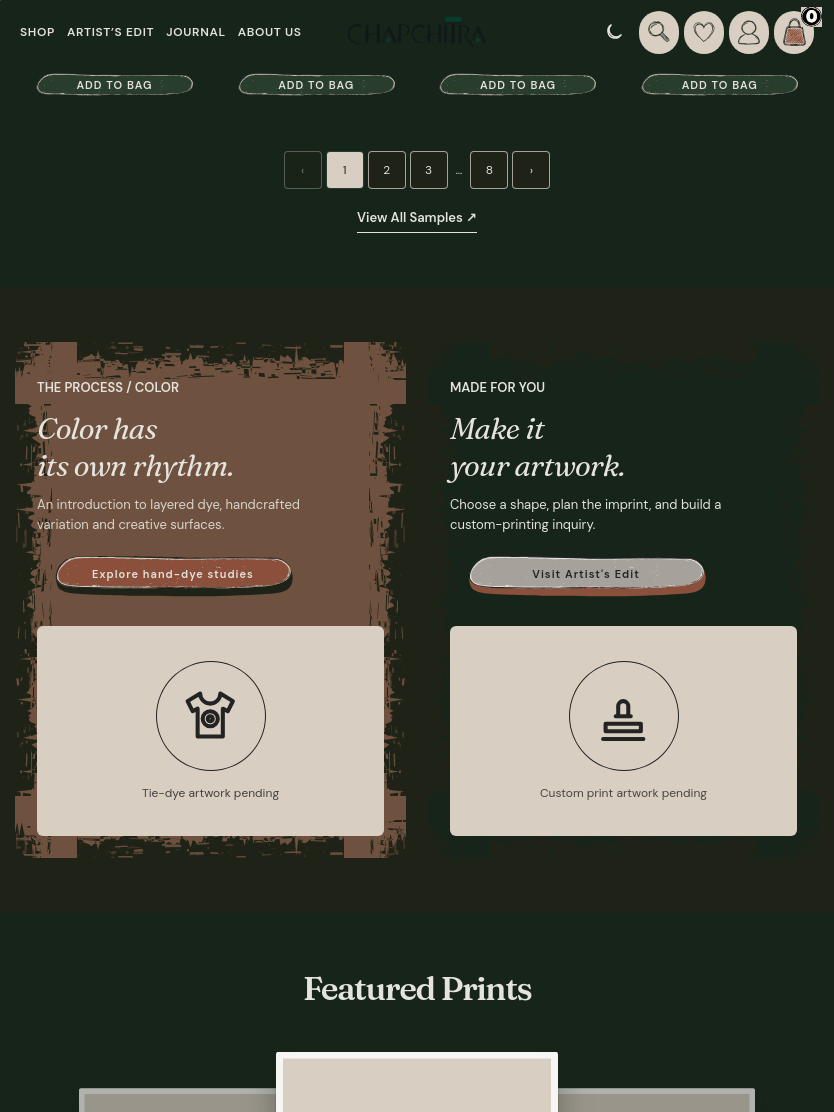 SHOP ARTIST'S EDIT JOURNAL ABOUT US
CHAPCHITRA
0
ADD TO BAG ADD TO BAG ADD TO BAG ADD TO BAG
‹ 1 2 3 … 8 ›
View All Samples ↗
THE PROCESS / COLOR
Color has
its own rhythm.
An introduction to layered dye, handcrafted
variation and creative surfaces.
Explore hand-dye studies
Tie-dye artwork pending
MADE FOR YOU
Make it
your artwork.
Choose a shape, plan the imprint, and build a
custom-printing inquiry.
Visit Artist's Edit
Custom print artwork pending
Featured Prints